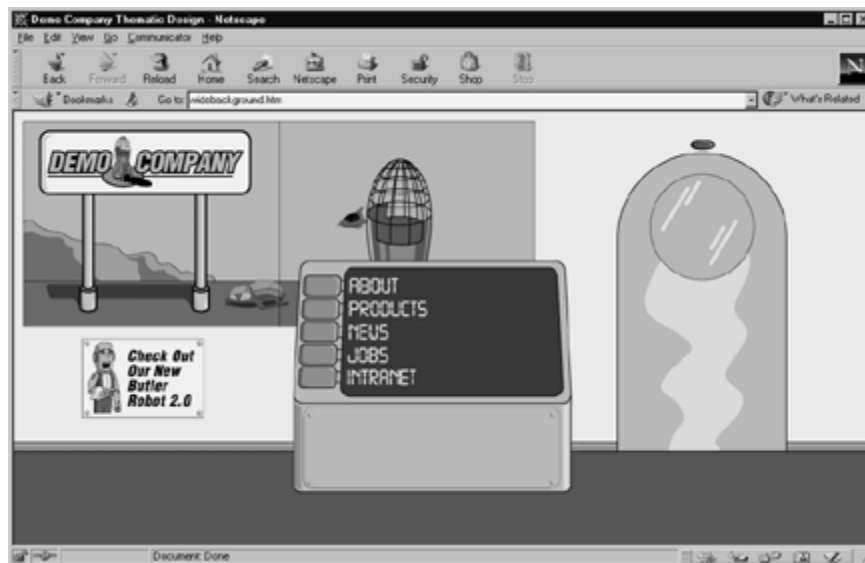 Demo Company Thematic Design - Netscape
File Edit View Go Communicator Help
Back Forward Reload Home Search Netscape Print Security Shop Stop
Bookmarks Go to: widebackground.htm What's Related
N
DEMO COMPANY
ABOUT
PRODUCTS
NEWS
JOBS
INTRANET
Check Out
Our New
Butler
Robot 2.0
Document: Done